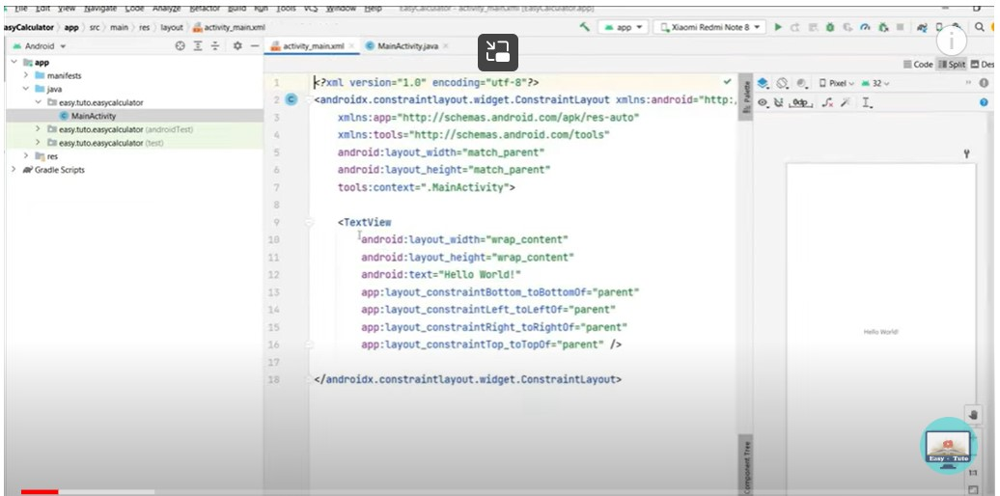 File Edit View Navigate Code Analyze Refactor Build Run Tools VCS Window Help EasyCalculator - activity_main.xml [EasyCalculator.app]
asyCalculator app src main res layout activity_main.xml
app
Xiaomi Redmi Note 8
Android
activity_main.xml
MainActivity.java
Code
Split
Des
app
manifests
java
easy.tuto.easycalculator
MainActivity
easy.tuto.easycalculator (androidTest)
easy.tuto.easycalculator (test)
res
Gradle Scripts
1 <?xml version="1.0" encoding="utf-8"?>
2 <androidx.constraintlayout.widget.ConstraintLayout xmlns:android="http:
3 xmlns:app="http://schemas.android.com/apk/res-auto"
4 xmlns:tools="http://schemas.android.com/tools"
5 android:layout_width="match_parent"
6 android:layout_height="match_parent"
7 tools:context=".MainActivity">
8
9 <TextView
10 android:layout_width="wrap_content"
11 android:layout_height="wrap_content"
12 android:text="Hello World!"
13 app:layout_constraintBottom_toBottomOf="parent"
14 app:layout_constraintLeft_toLeftOf="parent"
15 app:layout_constraintRight_toRightOf="parent"
16 app:layout_constraintTop_toTopOf="parent" />
17
18 </androidx.constraintlayout.widget.ConstraintLayout>
Palette
Pixel
32
0dp
Hello World!
Component Tree
Easy - Tuto
1:1